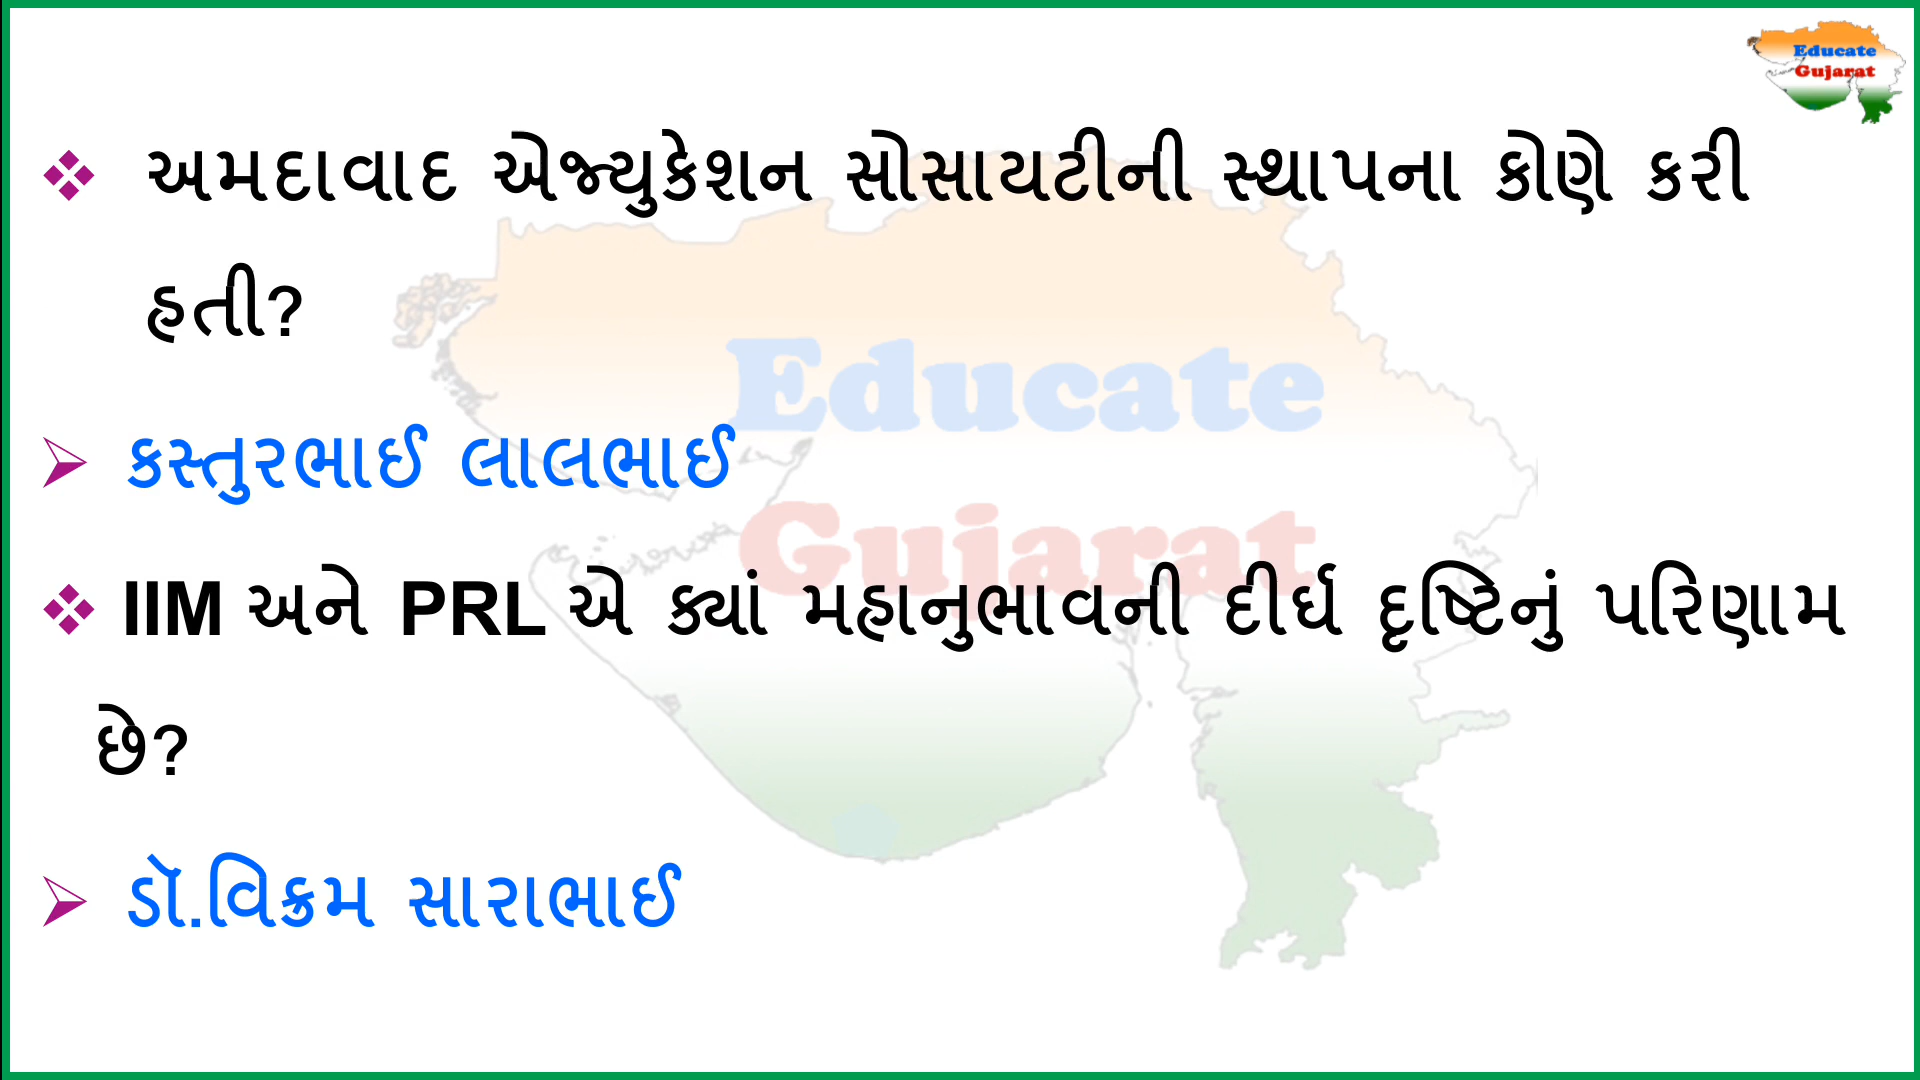 Educate
Gujarat
અમદાવાદ એજ્યુકેશન સોસાયટીની સ્થાપના કોણે કરી
હતી?
કસ્તુરભાઈ લાલભાઈ
IIM અને PRL એ ક્યાં મહાનુભાવની દીર્ઘ દૃષ્ટિનું પરિણામ
છે?
ડૉ.વિક્રમ સારાભાઈ
Educate
Gujarat